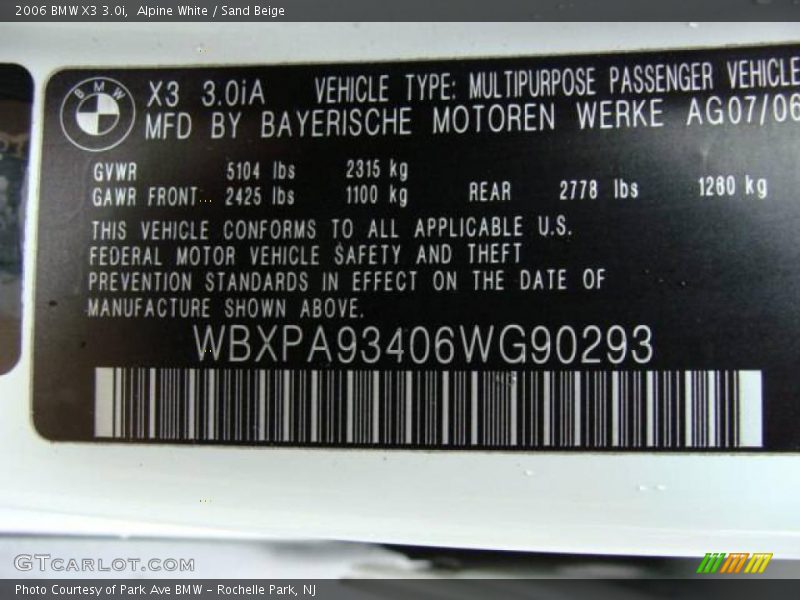 2006 BMW X3 3.0i, Alpine White / Sand Beige
BMW
X3 3.0iA VEHICLE TYPE: MULTIPURPOSE PASSENGER VEHICLE
MFD BY BAYERISCHE MOTOREN WERKE AG07/06
GVWR 5104 lbs 2315 kg
GAWR FRONT 2425 lbs 1100 kg REAR 2778 lbs 1260 kg
THIS VEHICLE CONFORMS TO ALL APPLICABLE U.S.
FEDERAL MOTOR VEHICLE SAFETY AND THEFT
PREVENTION STANDARDS IN EFFECT ON THE DATE OF
MANUFACTURE SHOWN ABOVE.
WBXPA93406WG90293
GTCARLOT.COM
Photo Courtesy of Park Ave BMW - Rochelle Park, NJ